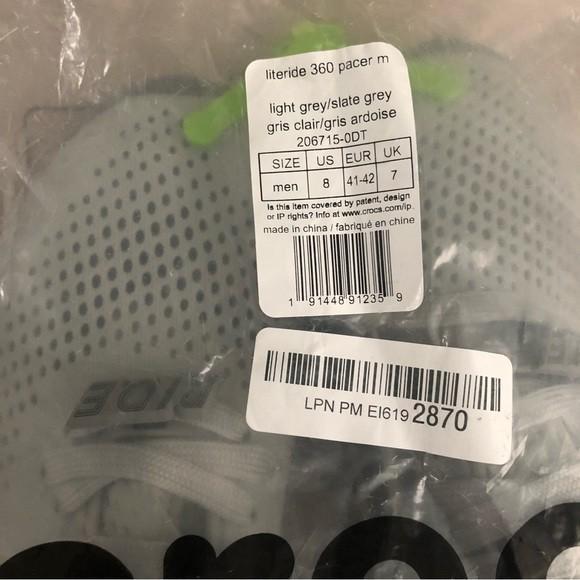 literide 360 pacer m
light grey/slate grey
gris clair/gris ardoise
206715-0DT
SIZE US EUR UK
men 8 41-42 7
Is this item covered by patent, design
or IP rights? Info at www.crocs.com/ip.
made in china / fabriqué en chine
1 91448 91235 9
LPN PM EI619 2870
RIDE
croc